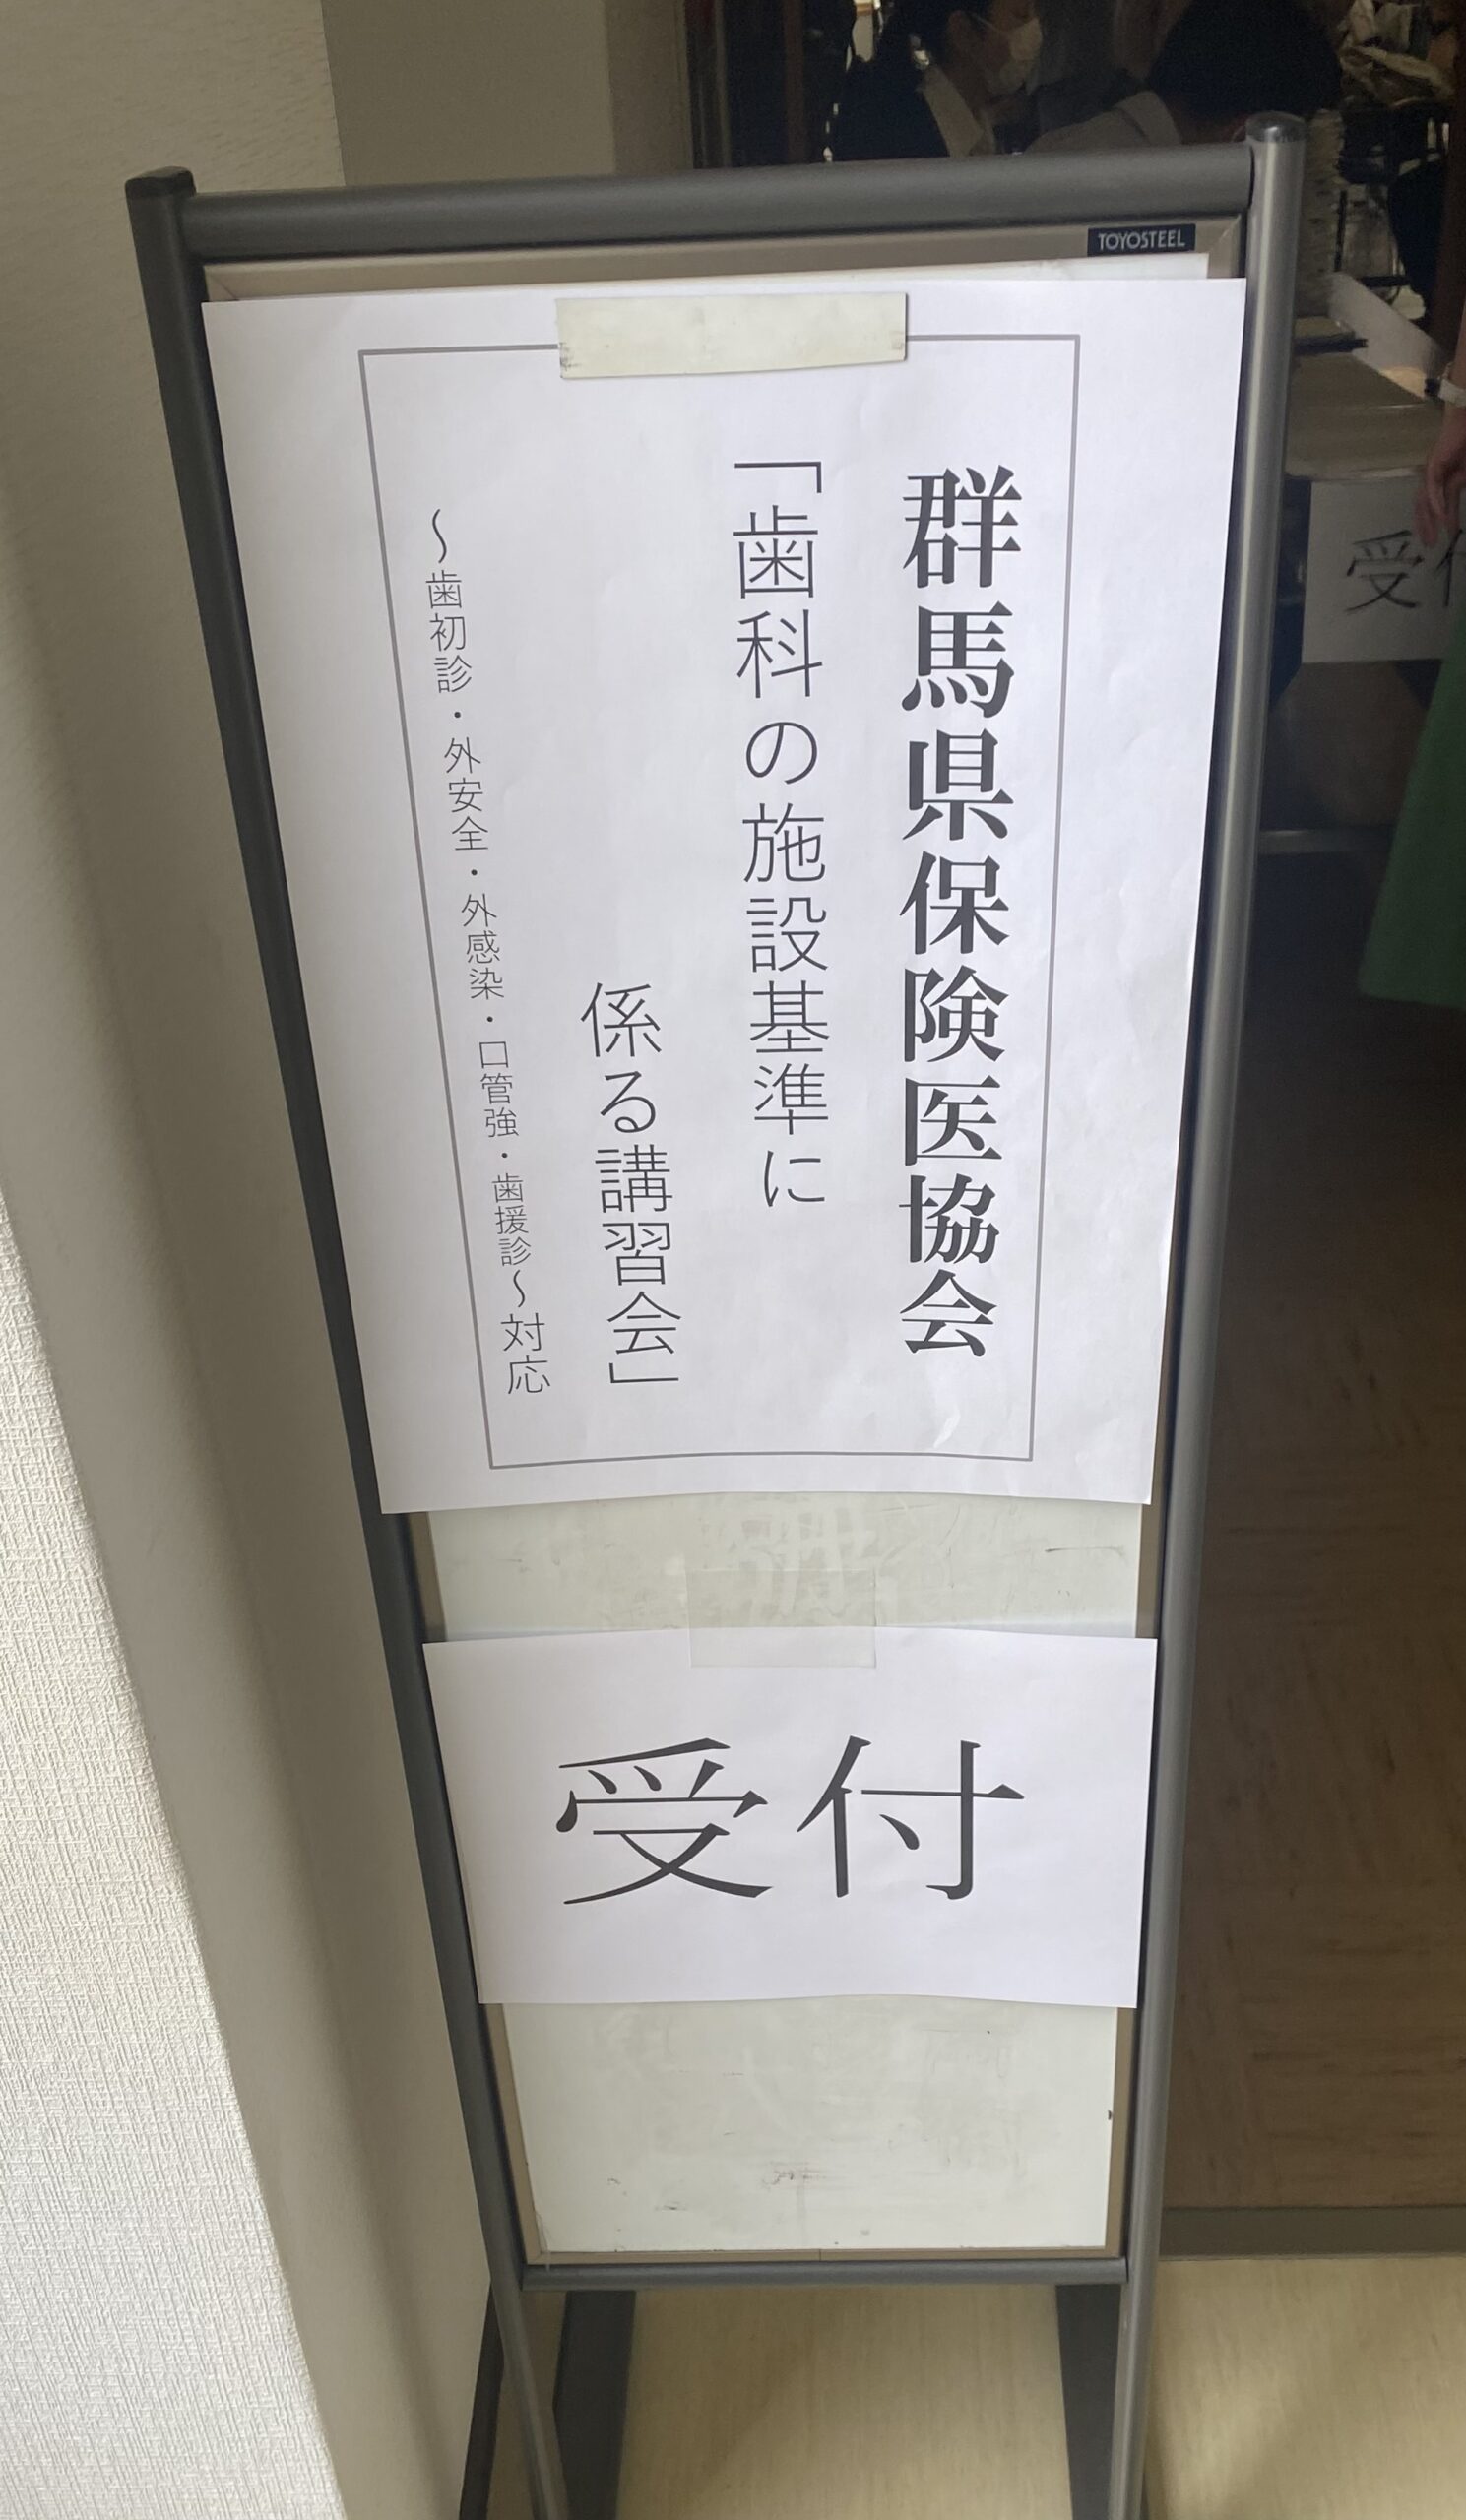 TOYOSTEEL
群馬県保険医協会
「歯科の施設基準に
係る講習会」
～歯初診・外安全・外感染・口管強・歯援診～対応
受付
受付